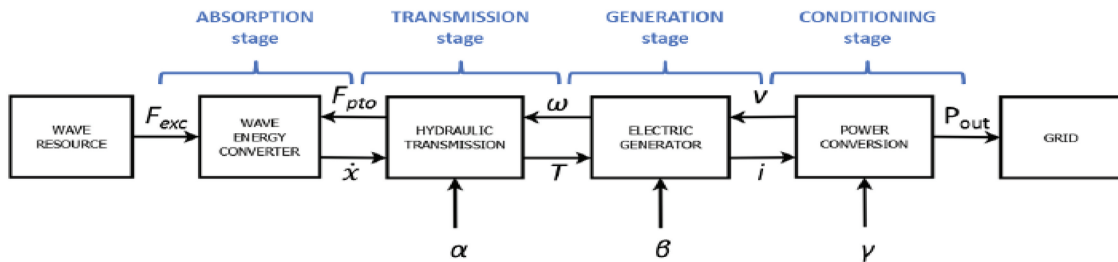 ABSORPTION TRANSMISSION GENERATION CONDITIONING
stage stage stage stage
F_exc F_pto ω v P_out
WAVE RESOURCE
WAVE ENERGY CONVERTER
HYDRAULIC TRANSMISSION
ELECTRIC GENERATOR
POWER CONVERSION
GRID
ẋ T i
α β γ